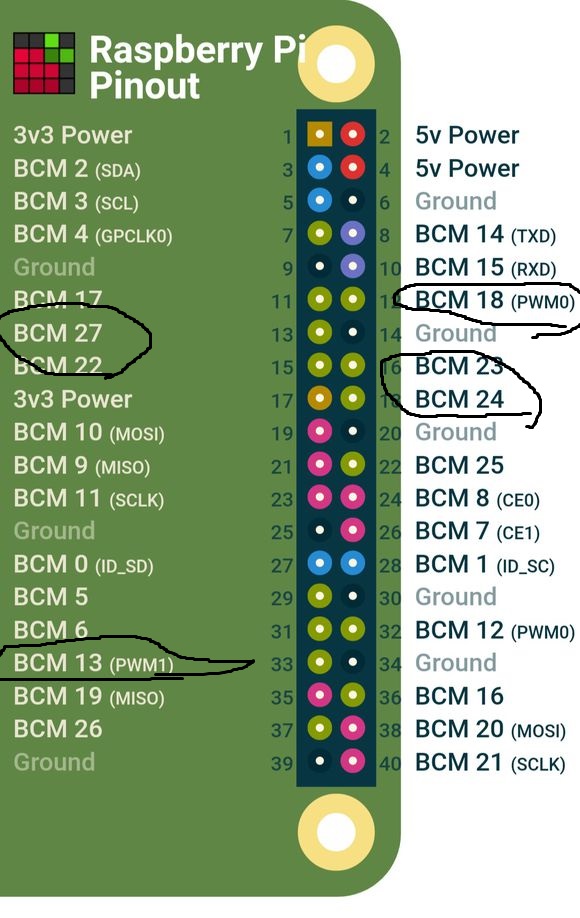 Raspberry Pi
Pinout
3v3 Power 1 2 5v Power
BCM 2 (SDA) 3 4 5v Power
BCM 3 (SCL) 5 6 Ground
BCM 4 (GPCLK0) 7 8 BCM 14 (TXD)
Ground 9 10 BCM 15 (RXD)
BCM 17 11 12 BCM 18 (PWM0)
BCM 27 13 14 Ground
BCM 22 15 16 BCM 23
3v3 Power 17 18 BCM 24
BCM 10 (MOSI) 19 20 Ground
BCM 9 (MISO) 21 22 BCM 25
BCM 11 (SCLK) 23 24 BCM 8 (CE0)
Ground 25 26 BCM 7 (CE1)
BCM 0 (ID_SD) 27 28 BCM 1 (ID_SC)
BCM 5 29 30 Ground
BCM 6 31 32 BCM 12 (PWM0)
BCM 13 (PWM1) 33 34 Ground
BCM 19 (MISO) 35 36 BCM 16
BCM 26 37 38 BCM 20 (MOSI)
Ground 39 40 BCM 21 (SCLK)